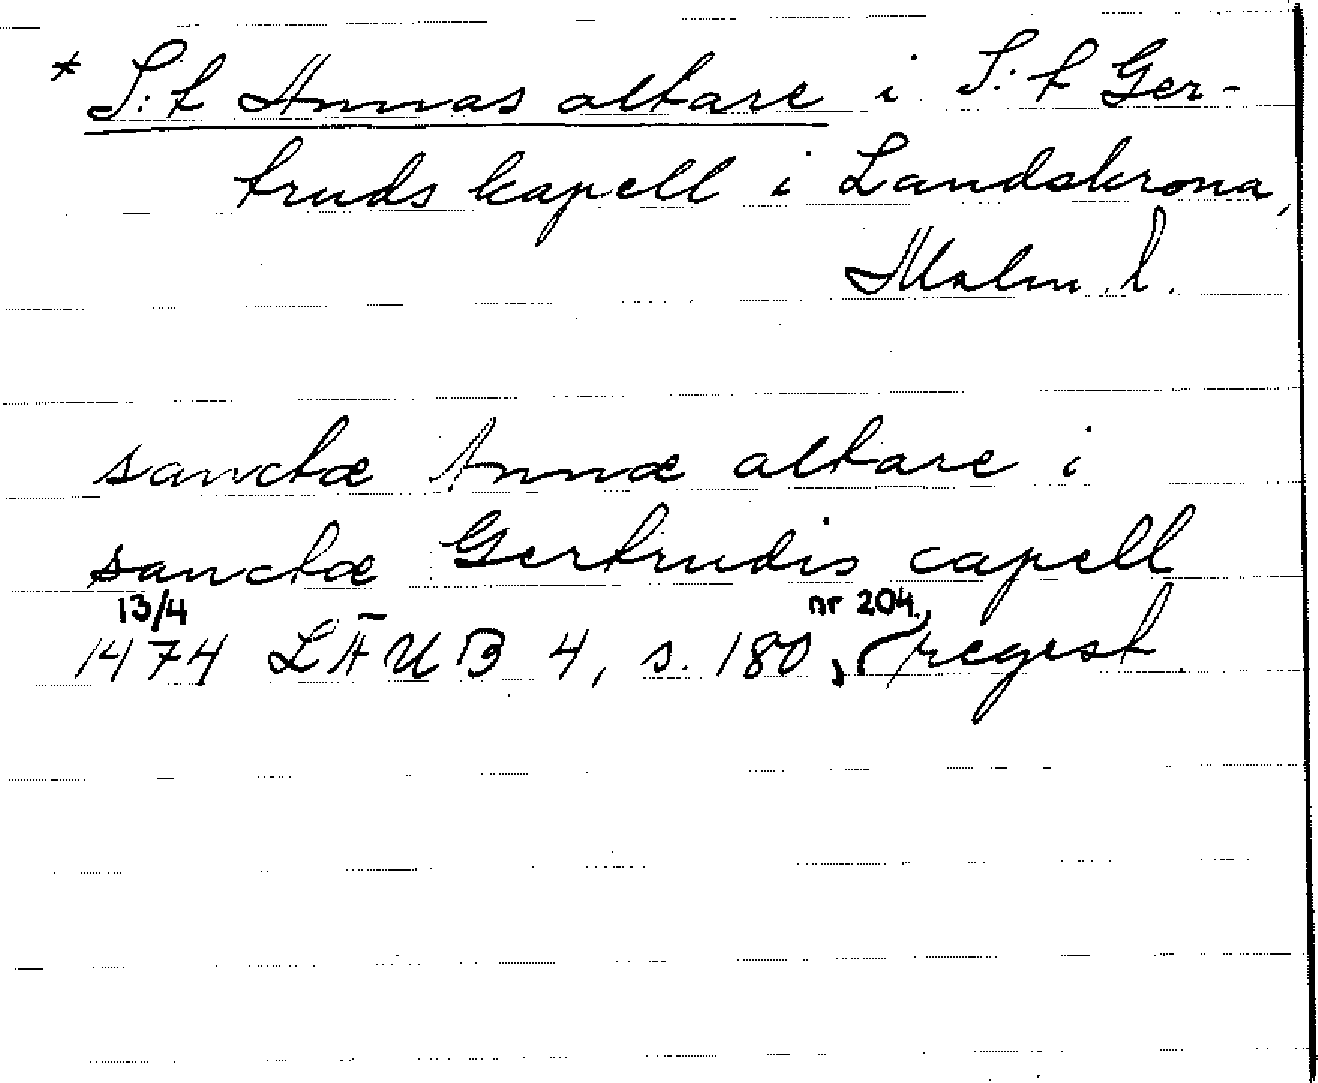 * S:t Annas altare i S:t Ger-
truds kapell i Landskrona,
Malm. l.
sanctæ Annæ altare i
sanctæ Gertrudis capell
13/4 nr 204.
1474 LÄUB 4, s. 180, (regest.